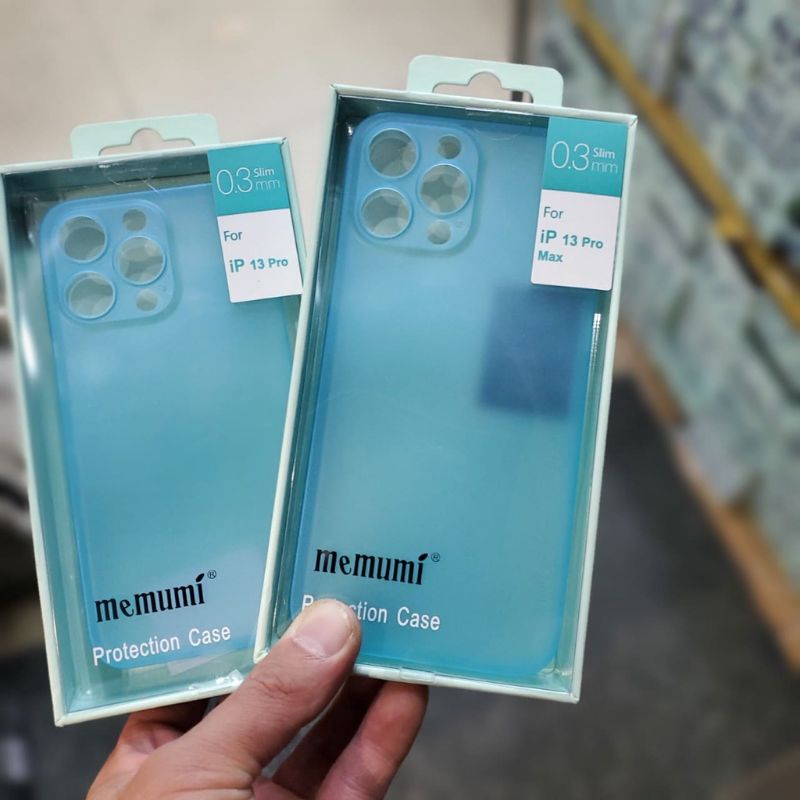 0.3 Slim mm
For
iP 13 Pro
memumi®
Protection Case
0.3 Slim mm
For
iP 13 Pro
Max
memumi®
Protection Case